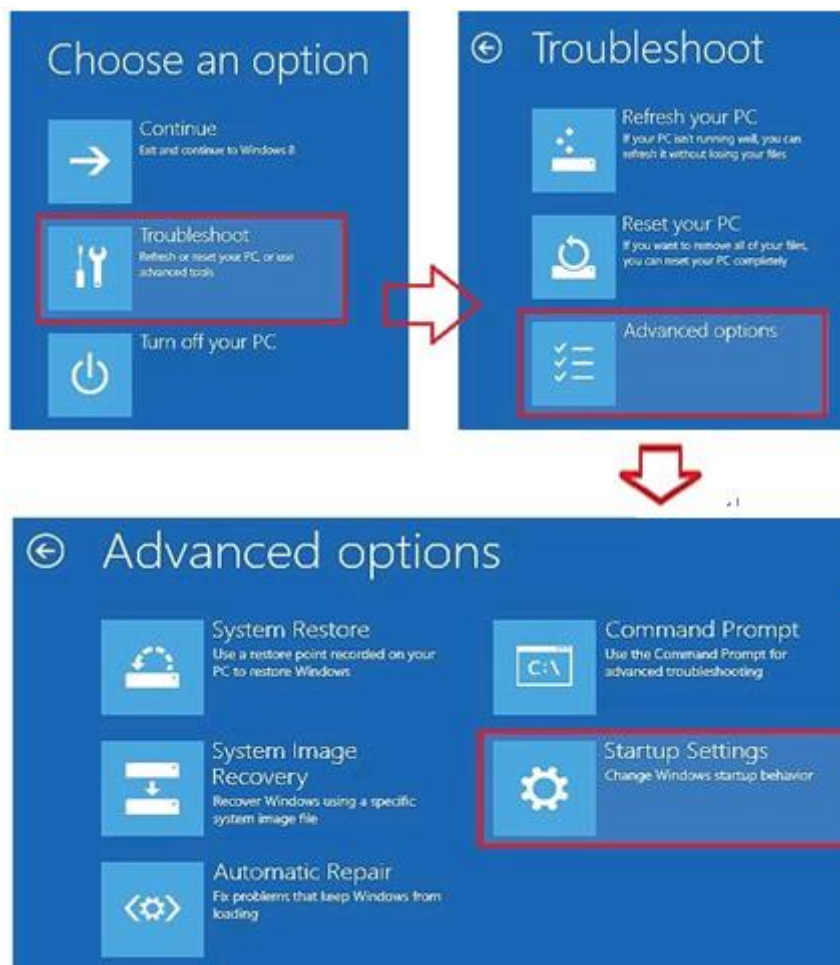 Choose an option
Continue
Exit and continue to Windows 8
Troubleshoot
Refresh or reset your PC, or use
advanced tools
Turn off your PC
Troubleshoot
Refresh your PC
If your PC isn't running well, you can
refresh it without losing your files
Reset your PC
If you want to remove all of your files,
you can reset your PC completely
Advanced options
Advanced options
System Restore
Use a restore point recorded on your
PC to restore Windows
System Image
Recovery
Recover Windows using a specific
system image file
Automatic Repair
Fix problems that keep Windows from
loading
Command Prompt
Use the Command Prompt for
advanced troubleshooting
C:\
Startup Settings
Change Windows startup behavior